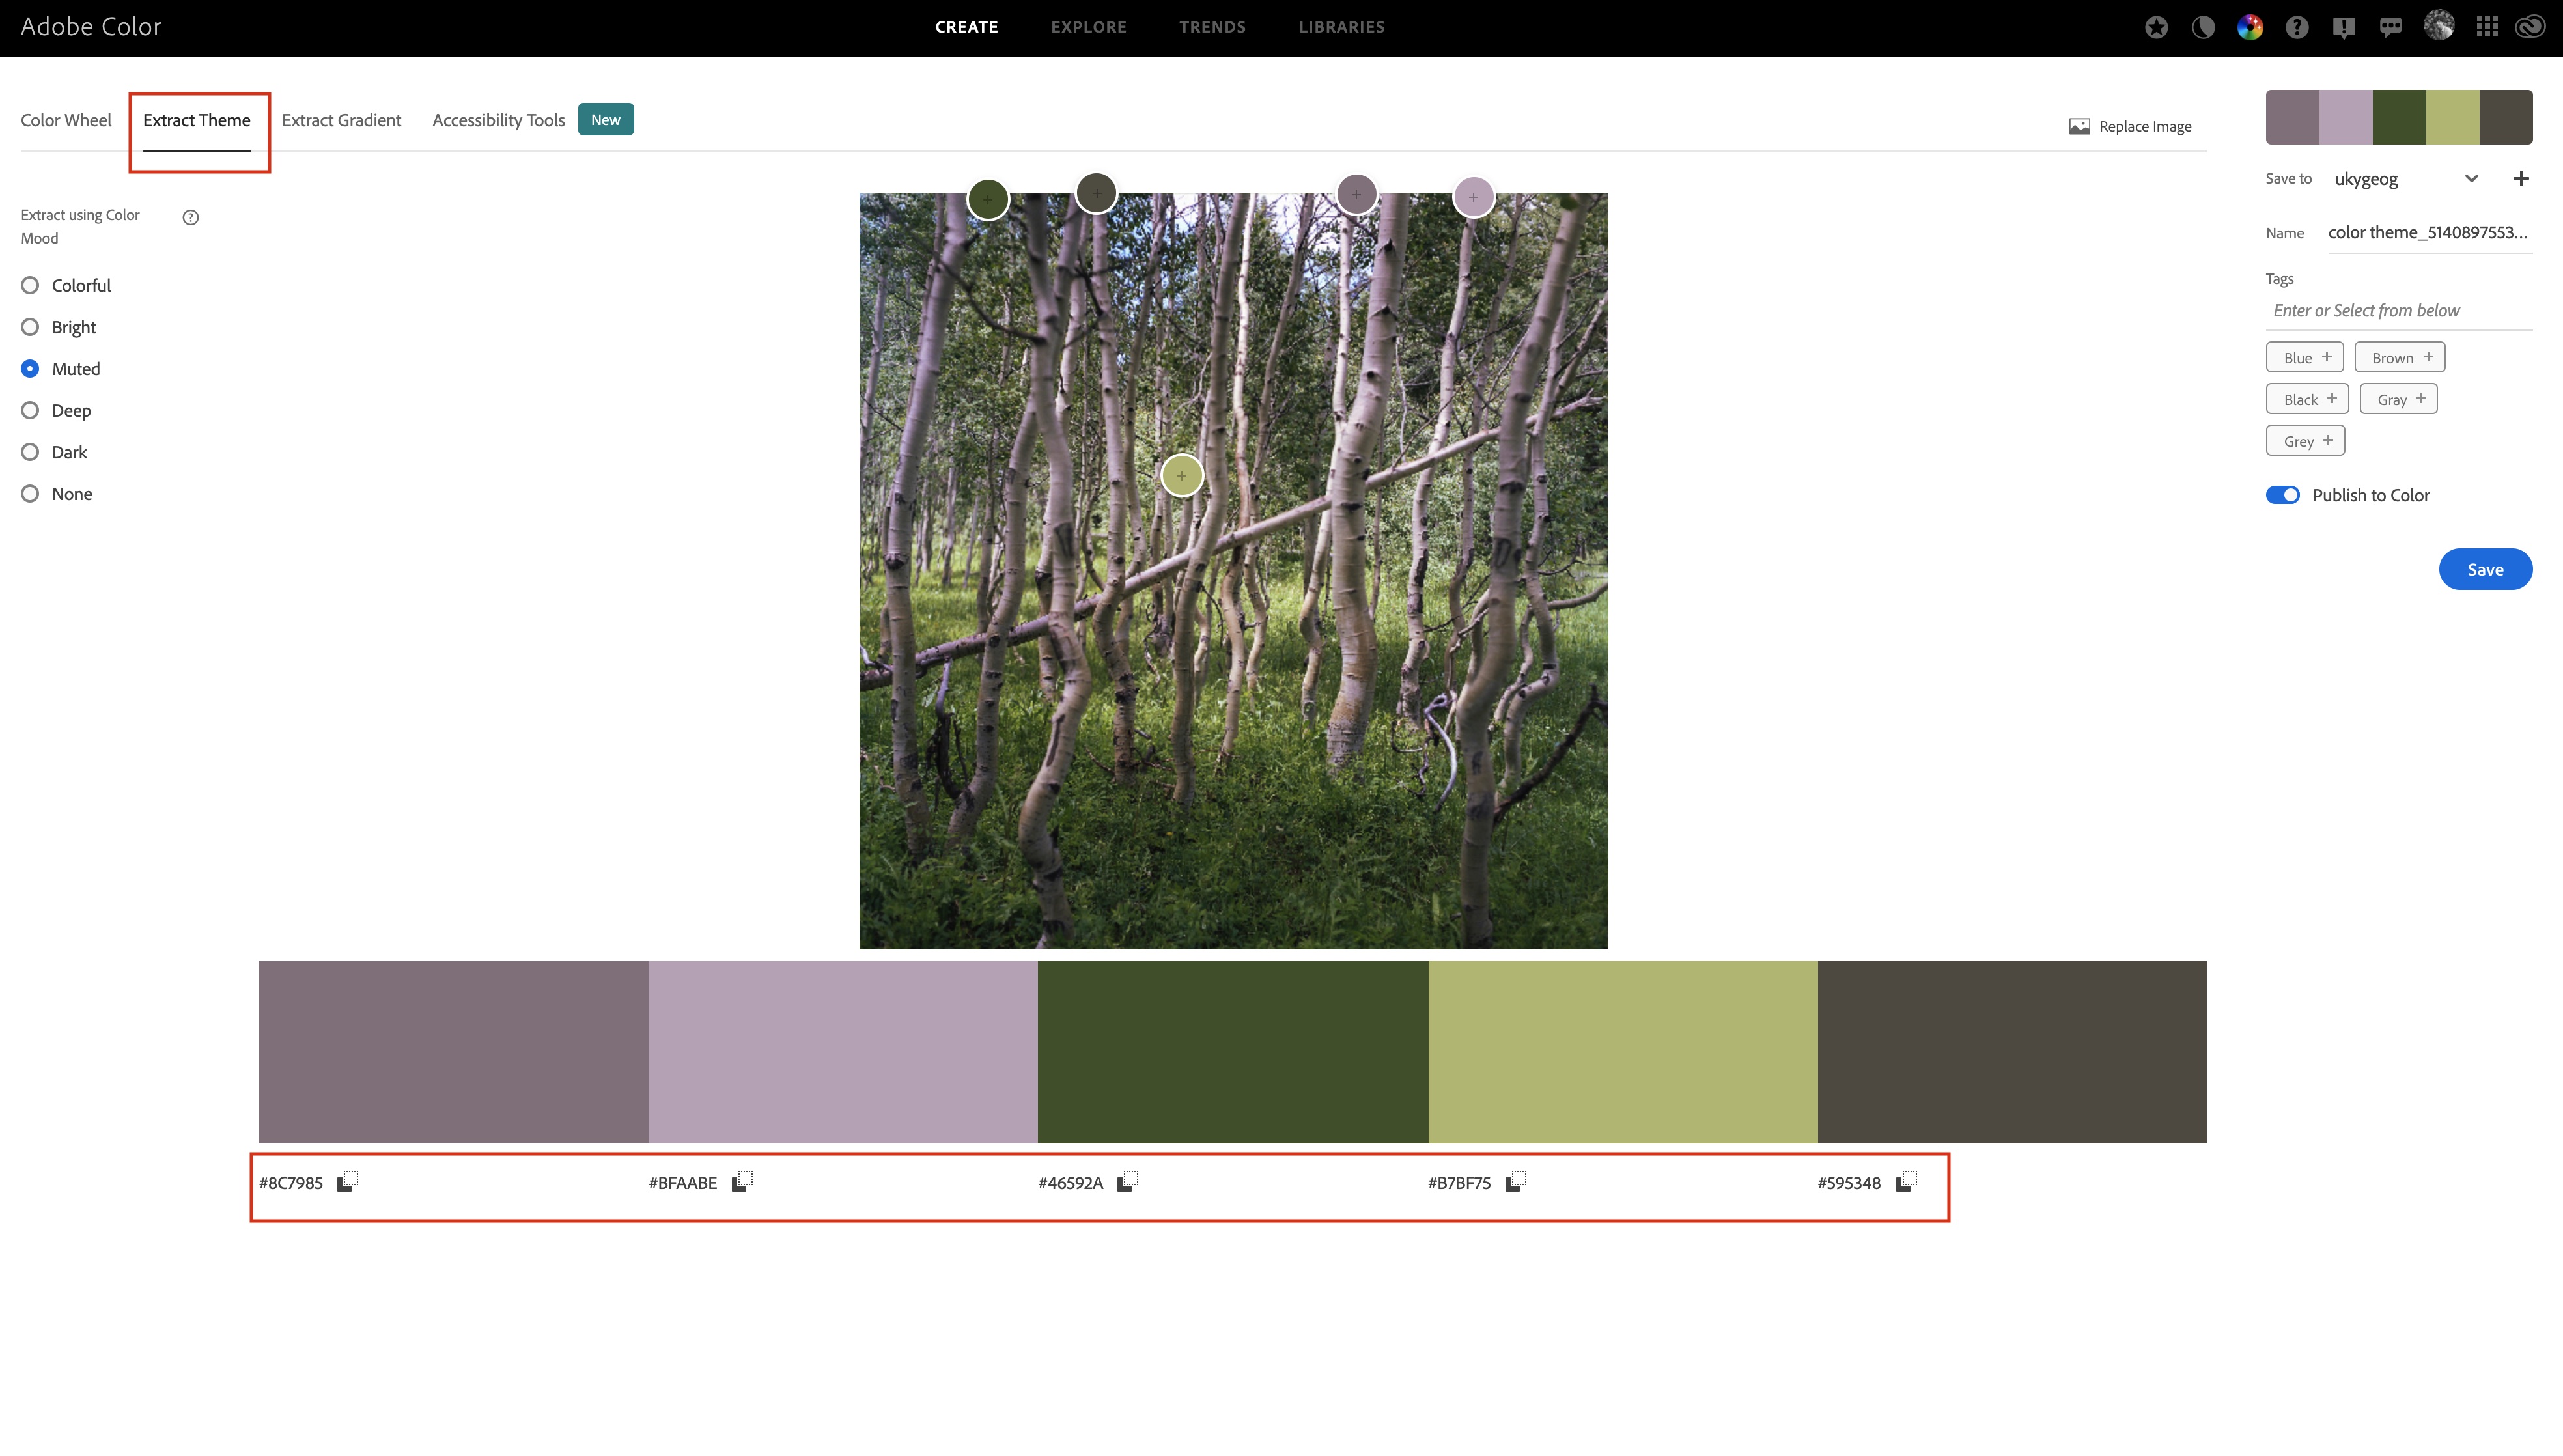 Adobe Color
CREATE
EXPLORE
TRENDS
LIBRARIES
Color Wheel
Extract Theme
Extract Gradient
Accessibility Tools
New
Replace Image
Extract using Color
Mood
Colorful
Bright
Muted
Deep
Dark
None
Save to
ukygeog
Name
color theme_5140897553...
Tags
Enter or Select from below
Blue +
Brown +
Black +
Gray +
Grey +
Publish to Color
Save
#8C7985
#BFAABE
#46592A
#B7BF75
#595348